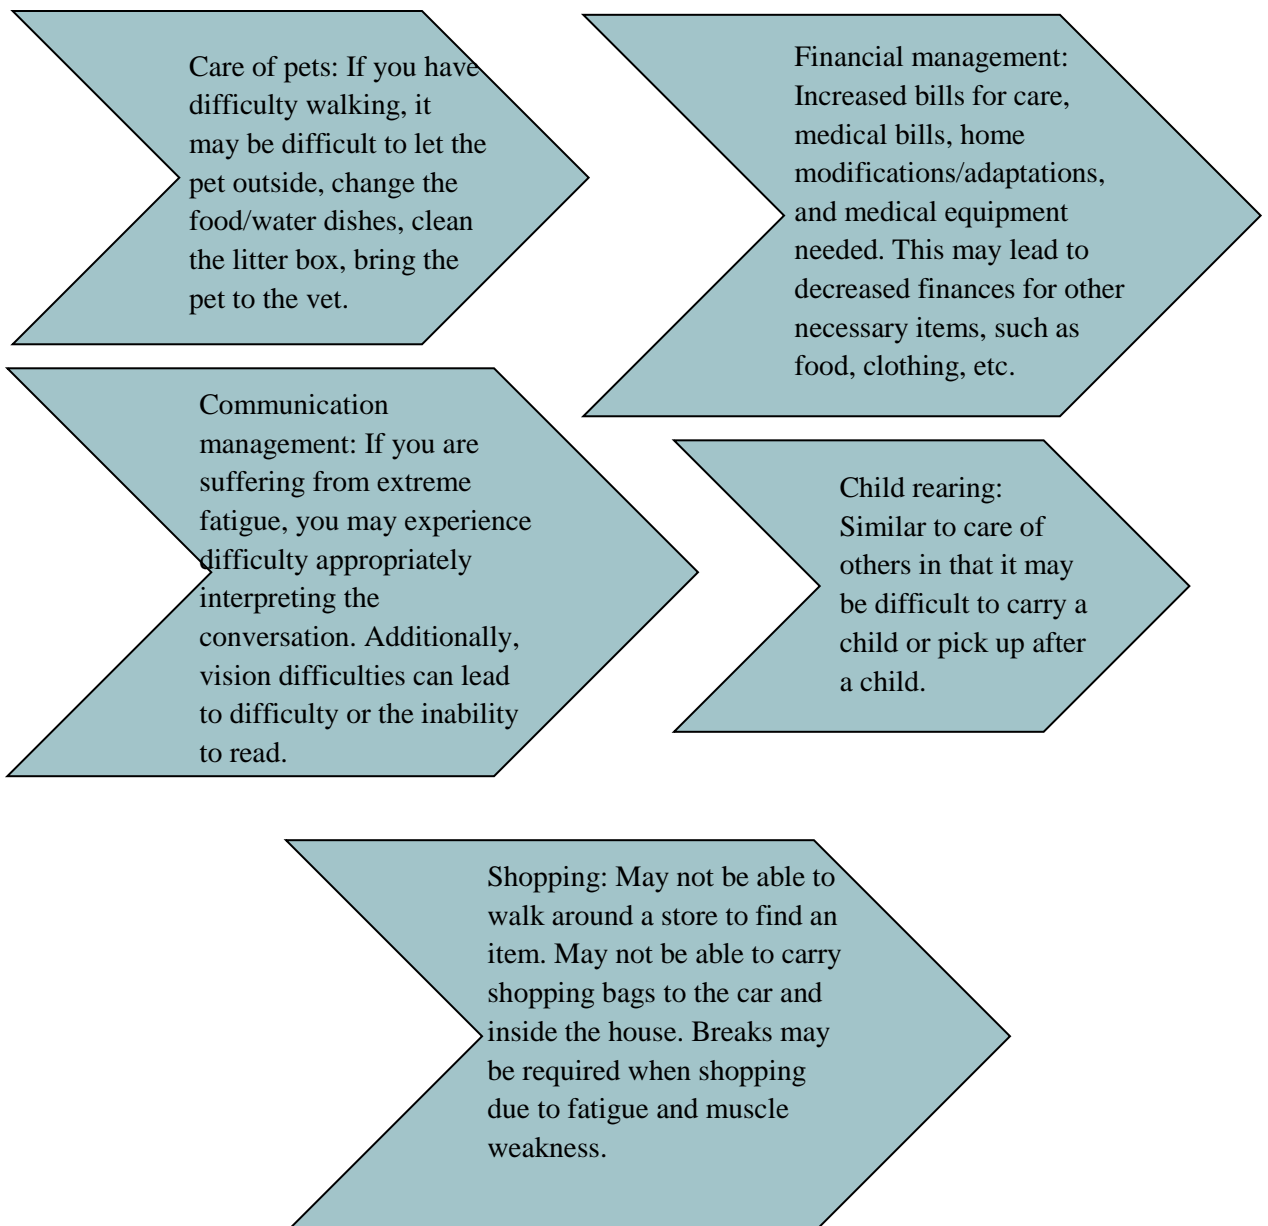 Care of pets: If you have
difficulty walking, it
may be difficult to let the
pet outside, change the
food/water dishes, clean
the litter box, bring the
pet to the vet.
Financial management:
Increased bills for care,
medical bills, home
modifications/adaptations,
and medical equipment
needed. This may lead to
decreased finances for other
necessary items, such as
food, clothing, etc.
Communication
management: If you are
suffering from extreme
fatigue, you may experience
difficulty appropriately
interpreting the
conversation. Additionally,
vision difficulties can lead
to difficulty or the inability
to read.
Child rearing:
Similar to care of
others in that it may
be difficult to carry a
child or pick up after
a child.
Shopping: May not be able to
walk around a store to find an
item. May not be able to carry
shopping bags to the car and
inside the house. Breaks may
be required when shopping
due to fatigue and muscle
weakness.